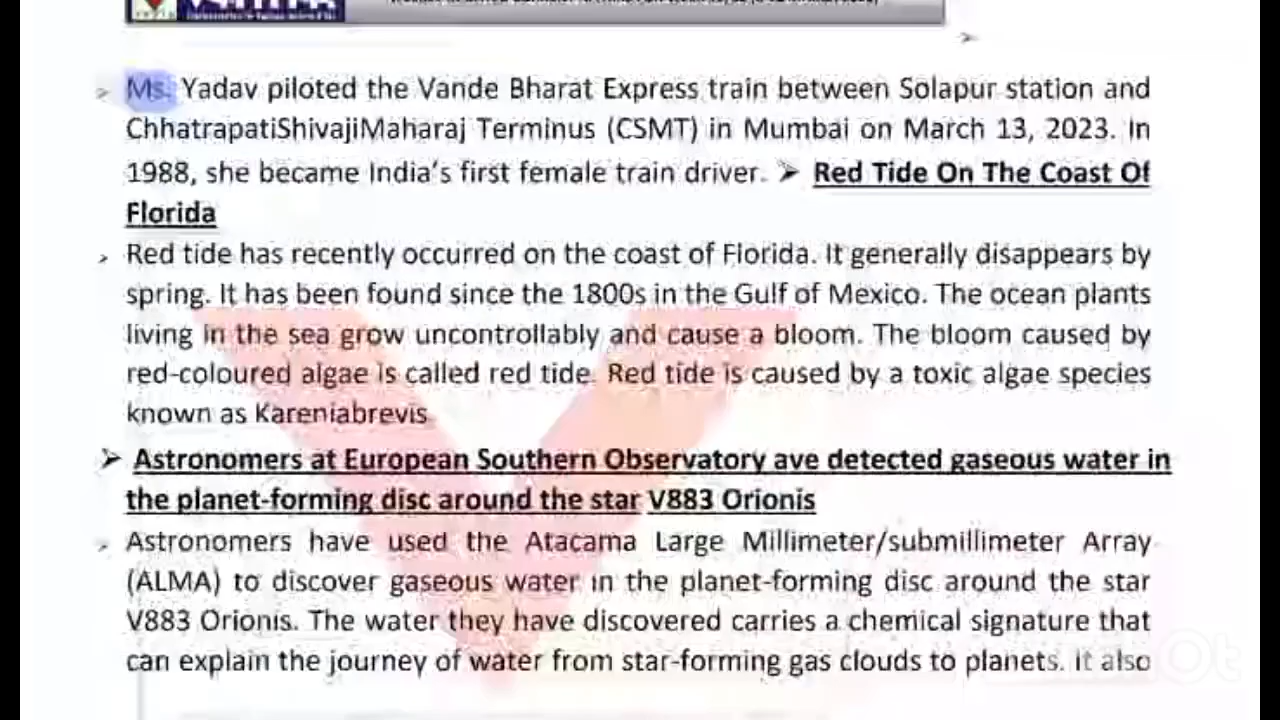 ➢ Ms. Yadav piloted the Vande Bharat Express train between Solapur station and
ChhatrapatiShivajiMaharaj Terminus (CSMT) in Mumbai on March 13, 2023. In
1988, she became India's first female train driver. ➢ Red Tide On The Coast Of
Florida
➢ Red tide has recently occurred on the coast of Florida. It generally disappears by
spring. It has been found since the 1800s in the Gulf of Mexico. The ocean plants
living in the sea grow uncontrollably and cause a bloom. The bloom caused by
red-coloured algae is called red tide. Red tide is caused by a toxic algae species
known as Kareniabrevis
➢ Astronomers at European Southern Observatory ave detected gaseous water in
the planet-forming disc around the star V883 Orionis
➢ Astronomers have used the Atacama Large Millimeter/submillimeter Array
(ALMA) to discover gaseous water in the planet-forming disc around the star
V883 Orionis. The water they have discovered carries a chemical signature that
can explain the journey of water from star-forming gas clouds to planets. It also